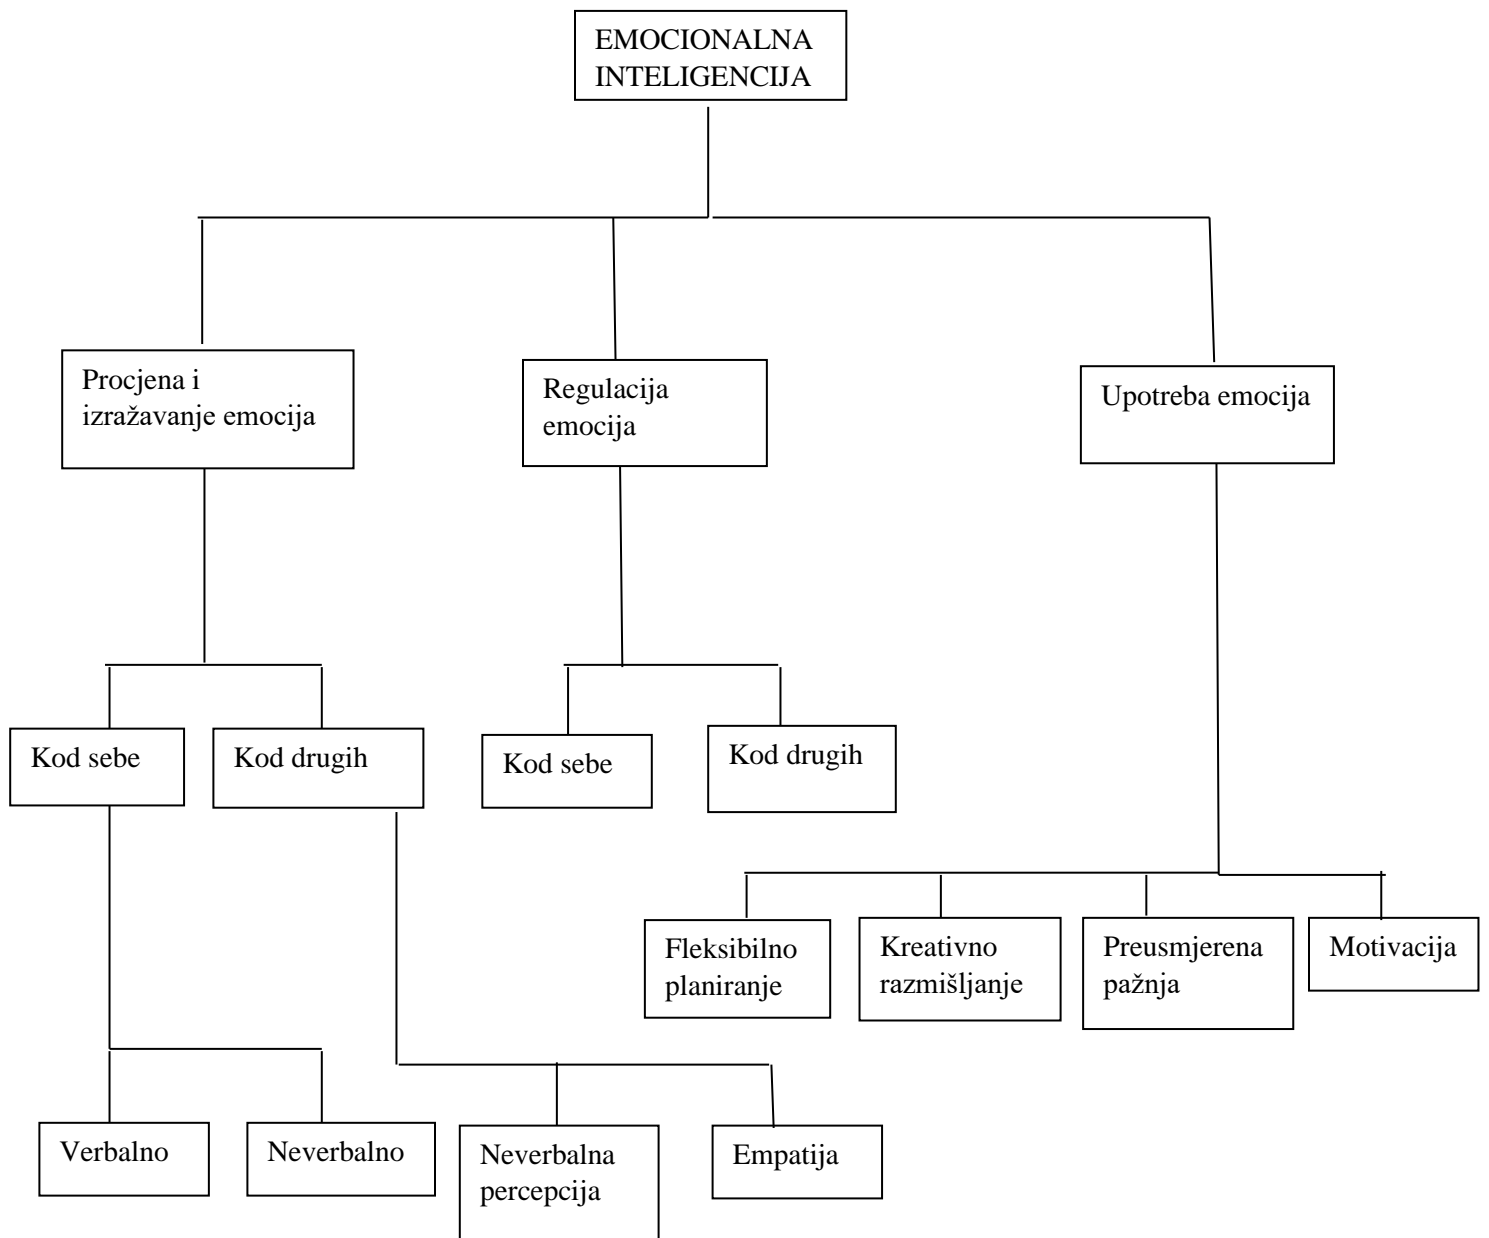 EMOCIONALNA
INTELIGENCIJA
Procjena i
izražavanje emocija
Regulacija
emocija
Upotreba emocija
Kod sebe
Kod drugih
Kod sebe
Kod drugih
Fleksibilno
planiranje
Kreativno
razmišljanje
Preusmjerena
pažnja
Motivacija
Verbalno
Neverbalno
Neverbalna
percepcija
Empatija